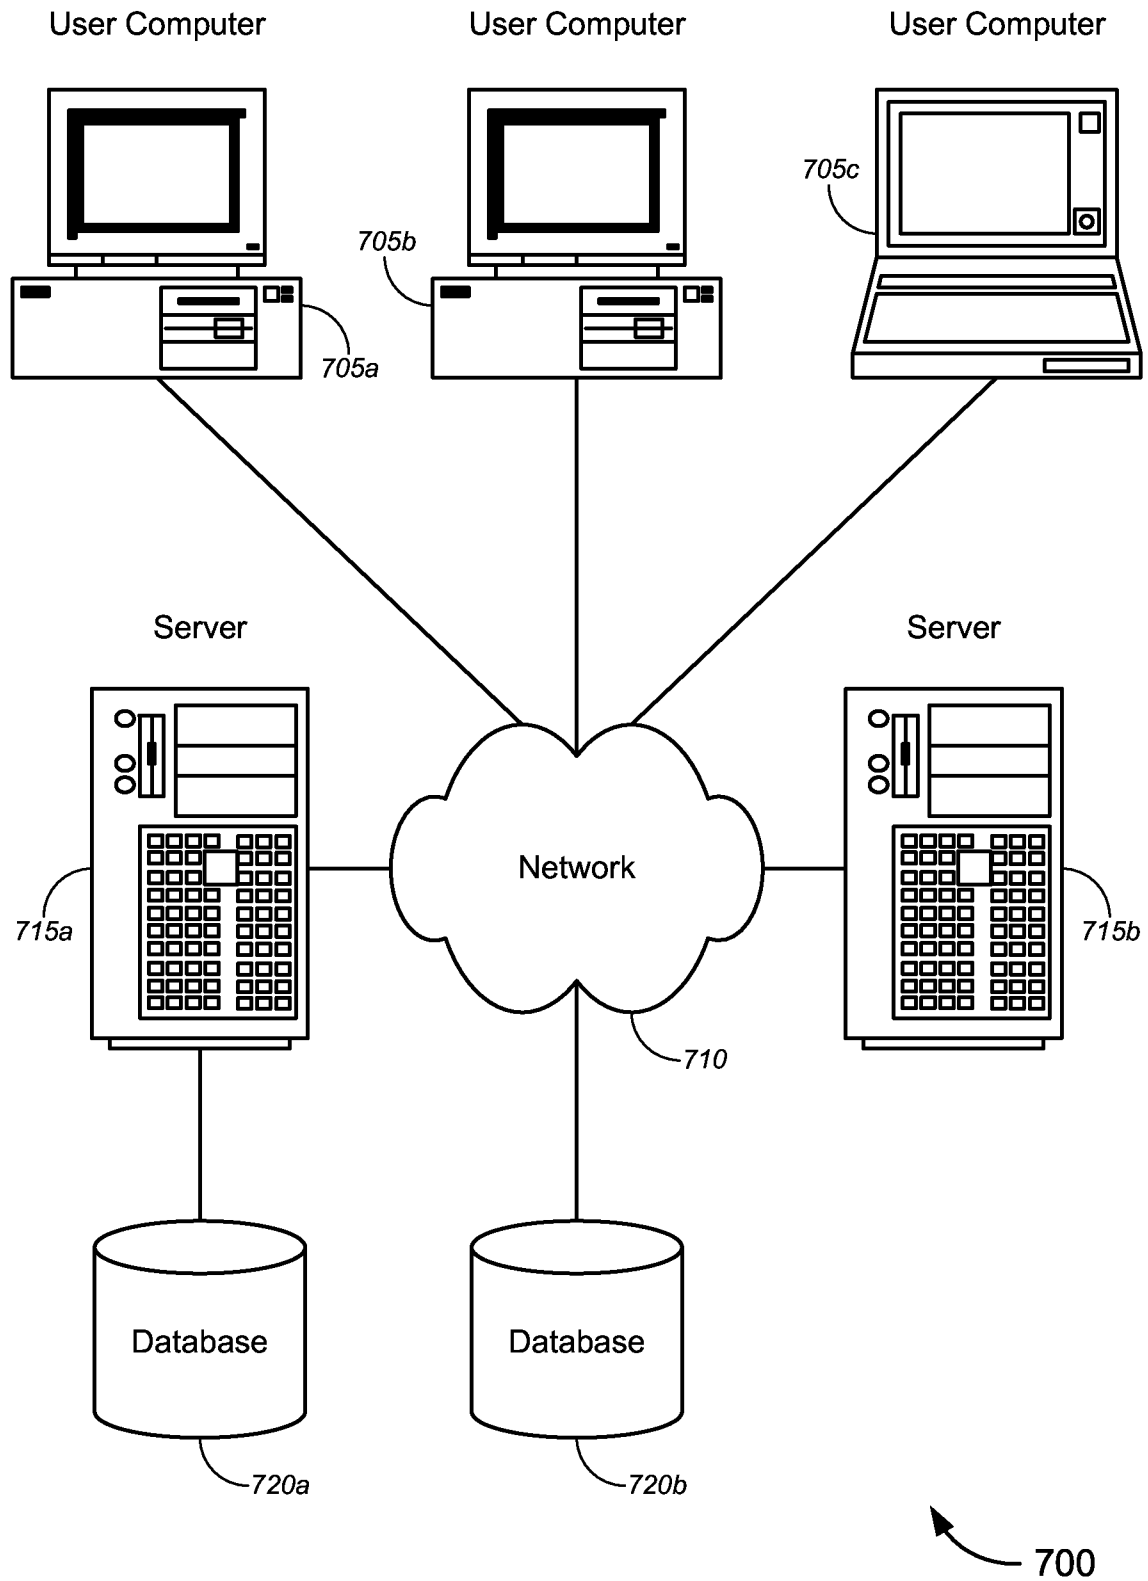 User Computer
User Computer
User Computer
705c
705b
705a
Server
Server
Network
715a
715b
710
Database
Database
720a
720b
700